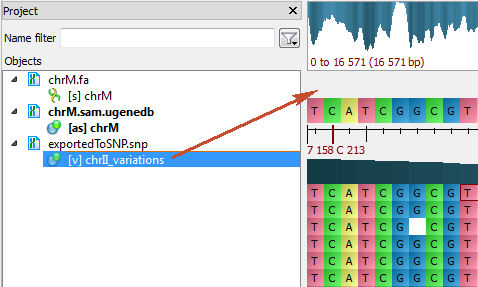 Project
Name filter
Objects
chrM.fa
[s] chrM
chrM.sam.ugenedb
[as] chrM
exportedToSNP.snp
[v] chrII_variations
0 to 16 571 (16 571 bp)
T C A T C G G C G T
7 158 C 213
T C A T C G G C G T
T C A T C G G C G T
T C A T C G C G T
T C A T C G G C G T
T C A T C G G C G T
T C A T C G G C G T